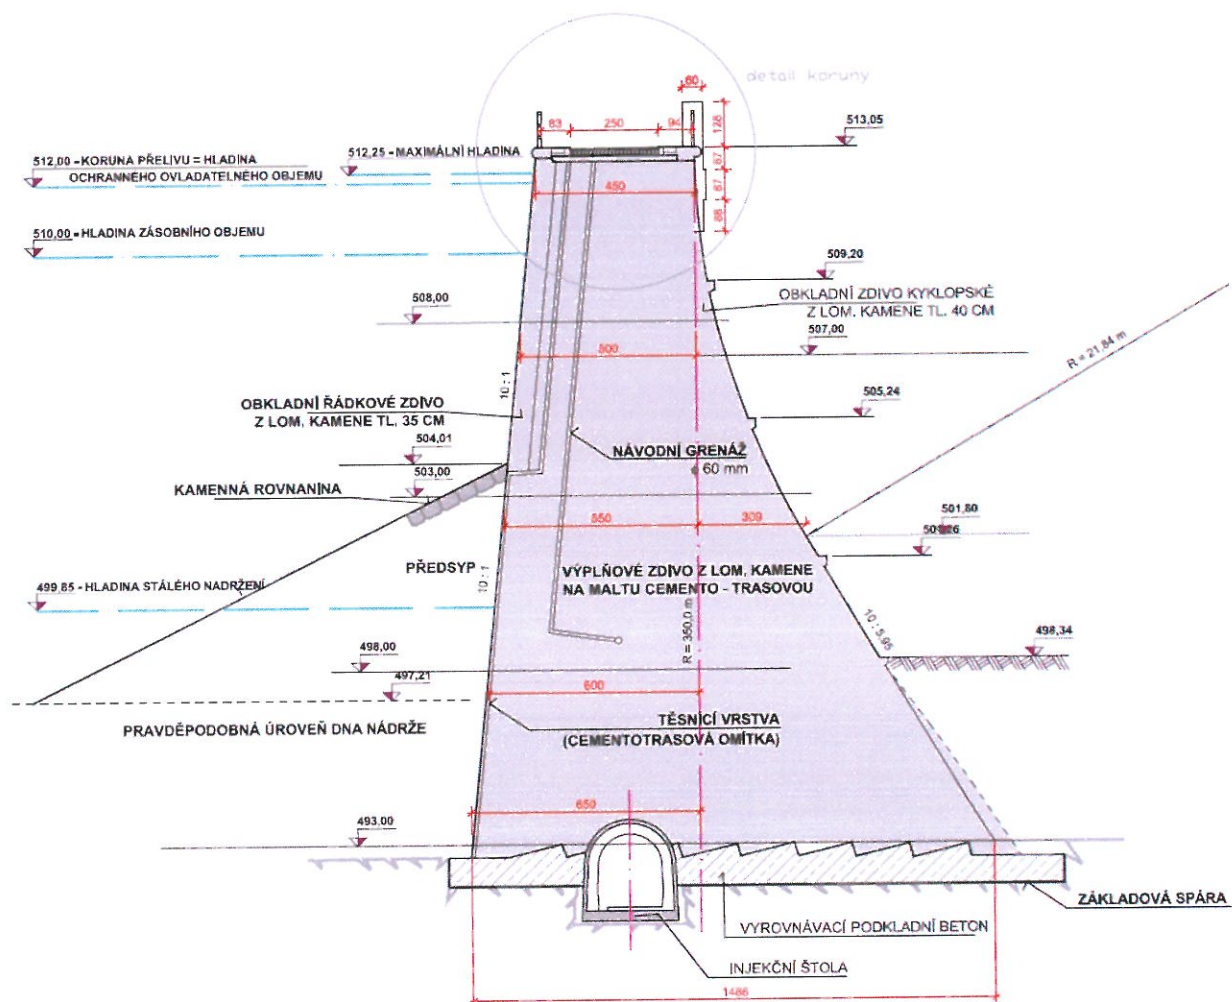 detail koruny
60
83
250
94
128
513,05
512,00 - KORUNA PŘELIVU = HLADINA
OCHRANNÉHO OVLADATELNÉHO OBJEMU
512,25 - MAXIMÁLNÍ HLADINA
67
67
450
88
510,00 - HLADINA ZÁSOBNÍHO OBJEMU
509,20
OBKLADNÍ ZDIVO KYKLOPSKÉ
Z LOM. KAMENE TL. 40 CM
508,00
507,00
500
R = 21,84 m
10 : 1
OBKLADNÍ ŘÁDKOVÉ ZDIVO
Z LOM. KAMENE TL. 35 CM
505,24
504,01
NÁVODNÍ GRENÁŽ
60 mm
503,00
KAMENNÁ ROVNANINA
550
309
501,80
PŘEDSYP
10 : 1
VÝPLŇOVÉ ZDIVO Z LOM. KAMENE
NA MALTU CEMENTO - TRASOVOU
499,85 - HLADINA STÁLÉHO NADRŽENÍ
R = 350,0 m
10 : 5,95
498,34
498,00
497,21
600
PRAVDĚPODOBNÁ ÚROVEŇ DNA NÁDRŽE
TĚSNÍCÍ VRSTVA
(CEMENTOTRASOVÁ OMÍTKA)
650
493,00
ZÁKLADOVÁ SPÁRA
VYROVNÁVACÍ PODKLADNÍ BETON
INJEKČNÍ ŠTOLA
1486